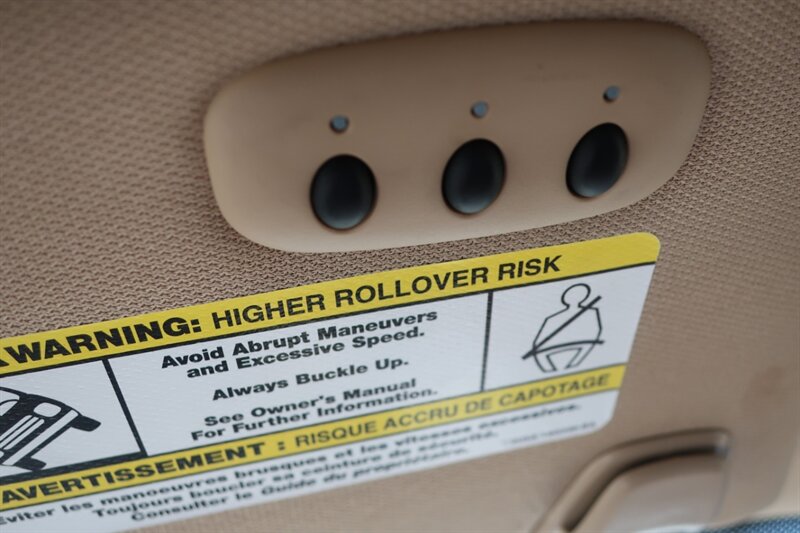 WARNING: HIGHER ROLLOVER RISK
Avoid Abrupt Maneuvers
and Excessive Speed.
Always Buckle Up.
See Owner's Manual
For Further Information.
AVERTISSEMENT : RISQUE ACCRU DE CAPOTAGE
Eviter les manoeuvres brusques et les vitesses excessives.
Toujours boucler sa ceinture de sécurité.
Consulter le Guide du propriétaire.